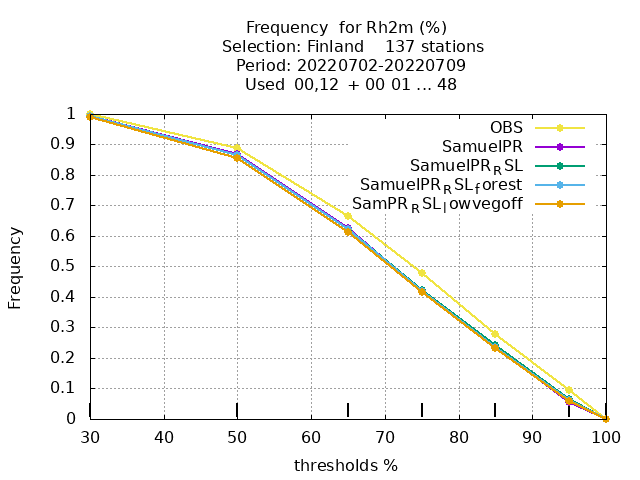 Frequency for Rh2m (%)
Selection: Finland 137 stations
Period: 20220702-20220709
Used 00,12 + 00 01 ... 48
OBS
SamuelPR
SamuelPR_RSL
SamuelPR_RSL_forest
SamPR_RSL_lowvegoff
1
0.9
0.8
0.7
0.6
0.5
0.4
0.3
0.2
0.1
0
Frequency
30 40 50 60 70 80 90 100
thresholds %